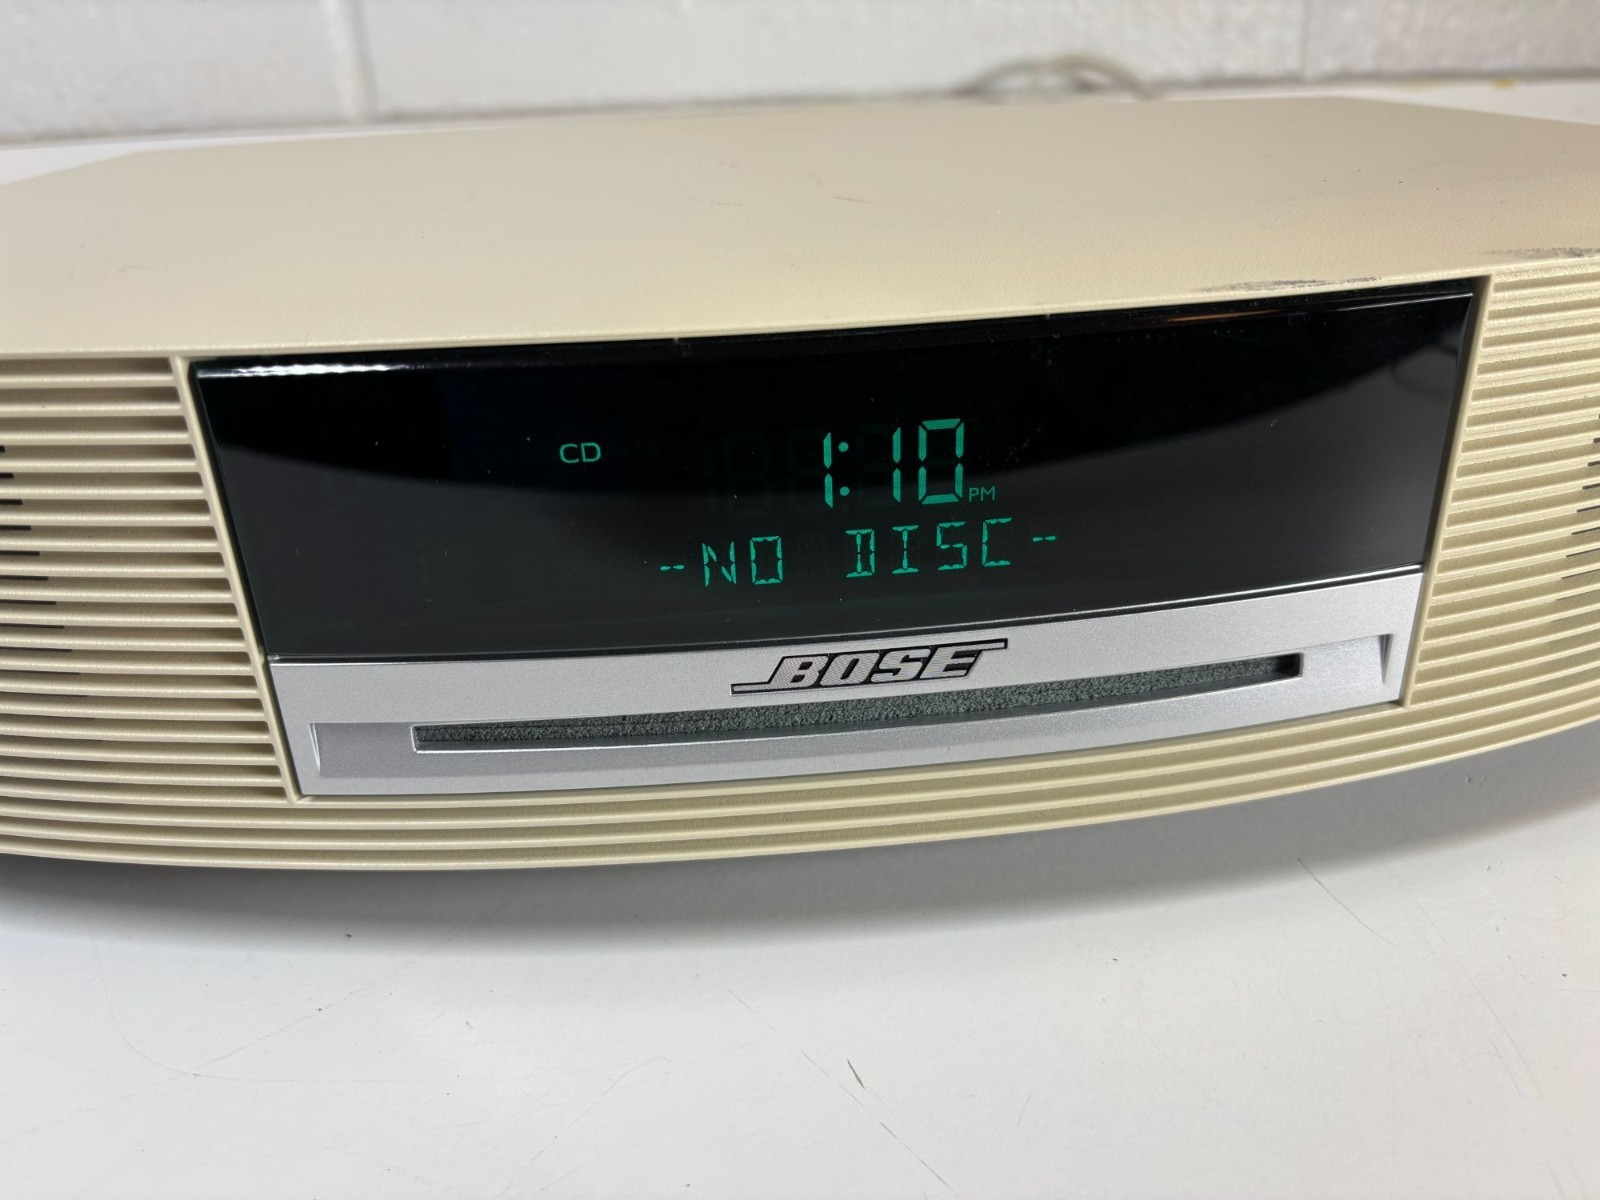 CD 1:10 PM
-NO DISC-
BOSE